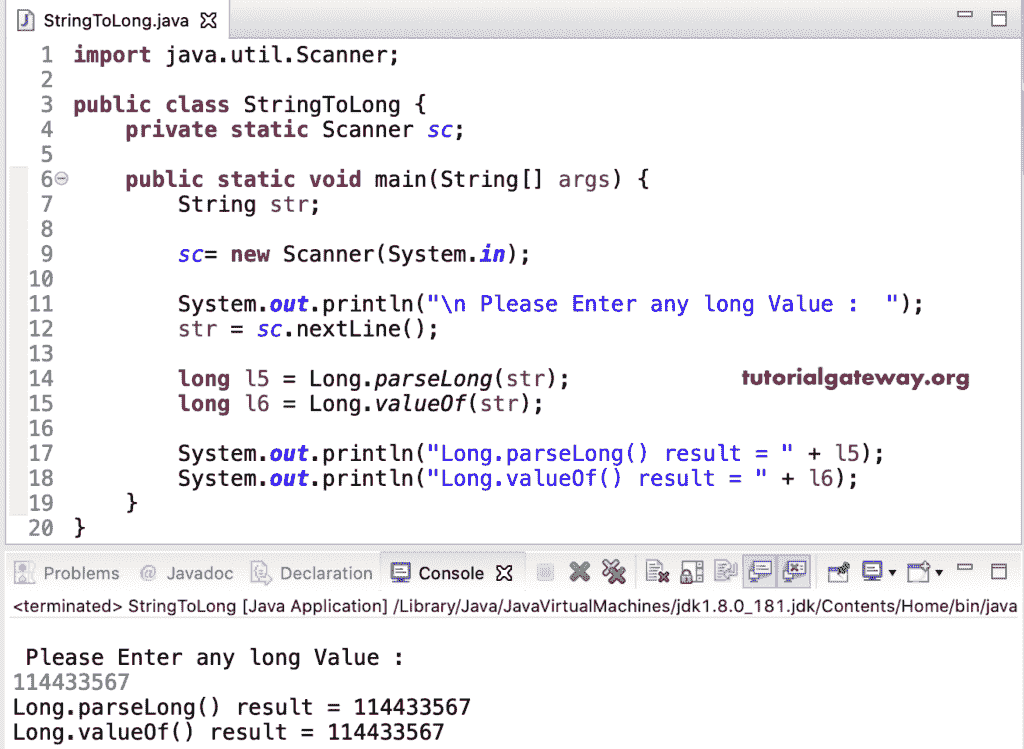 StringToLong.java
1 import java.util.Scanner;
2
3 public class StringToLong {
4     private static Scanner sc;
5
6     public static void main(String[] args) {
7         String str;
8
9         sc= new Scanner(System.in);
10
11         System.out.println("\n Please Enter any long Value :  ");
12         str = sc.nextLine();
13
14         long l5 = Long.parseLong(str);
tutorialgateway.org
15         long l6 = Long.valueOf(str);
16
17         System.out.println("Long.parseLong() result = " + l5);
18         System.out.println("Long.valueOf() result = " + l6);
19     }
20 }
Problems @ Javadoc Declaration Console
<terminated> StringToLong [Java Application] /Library/Java/JavaVirtualMachines/jdk1.8.0_181.jdk/Contents/Home/bin/java
Please Enter any long Value :
114433567
Long.parseLong() result = 114433567
Long.valueOf() result = 114433567